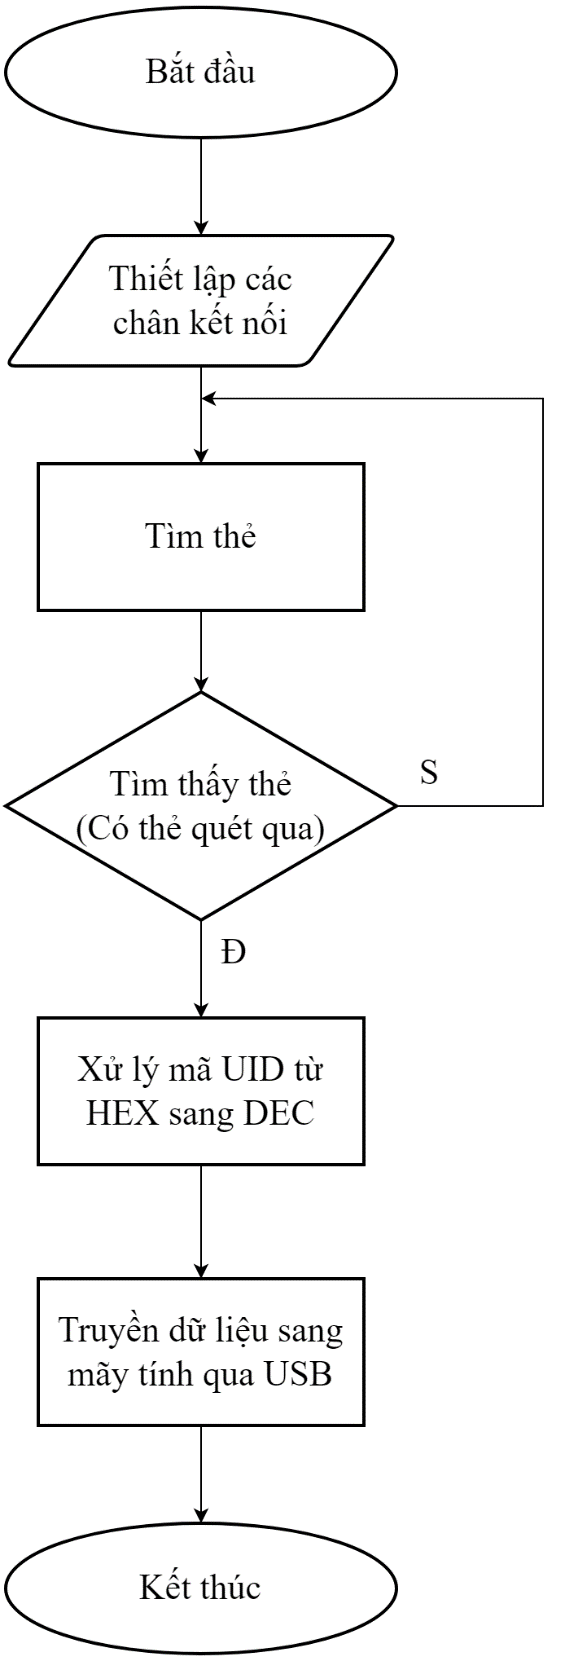 Bắt đầu
Thiết lập các
chân kết nối
Tìm thẻ
Tìm thấy thẻ
(Có thẻ quét qua)
S
Đ
Xử lý mã UID từ
HEX sang DEC
Truyền dữ liệu sang
mãy tính qua USB
Kết thúc